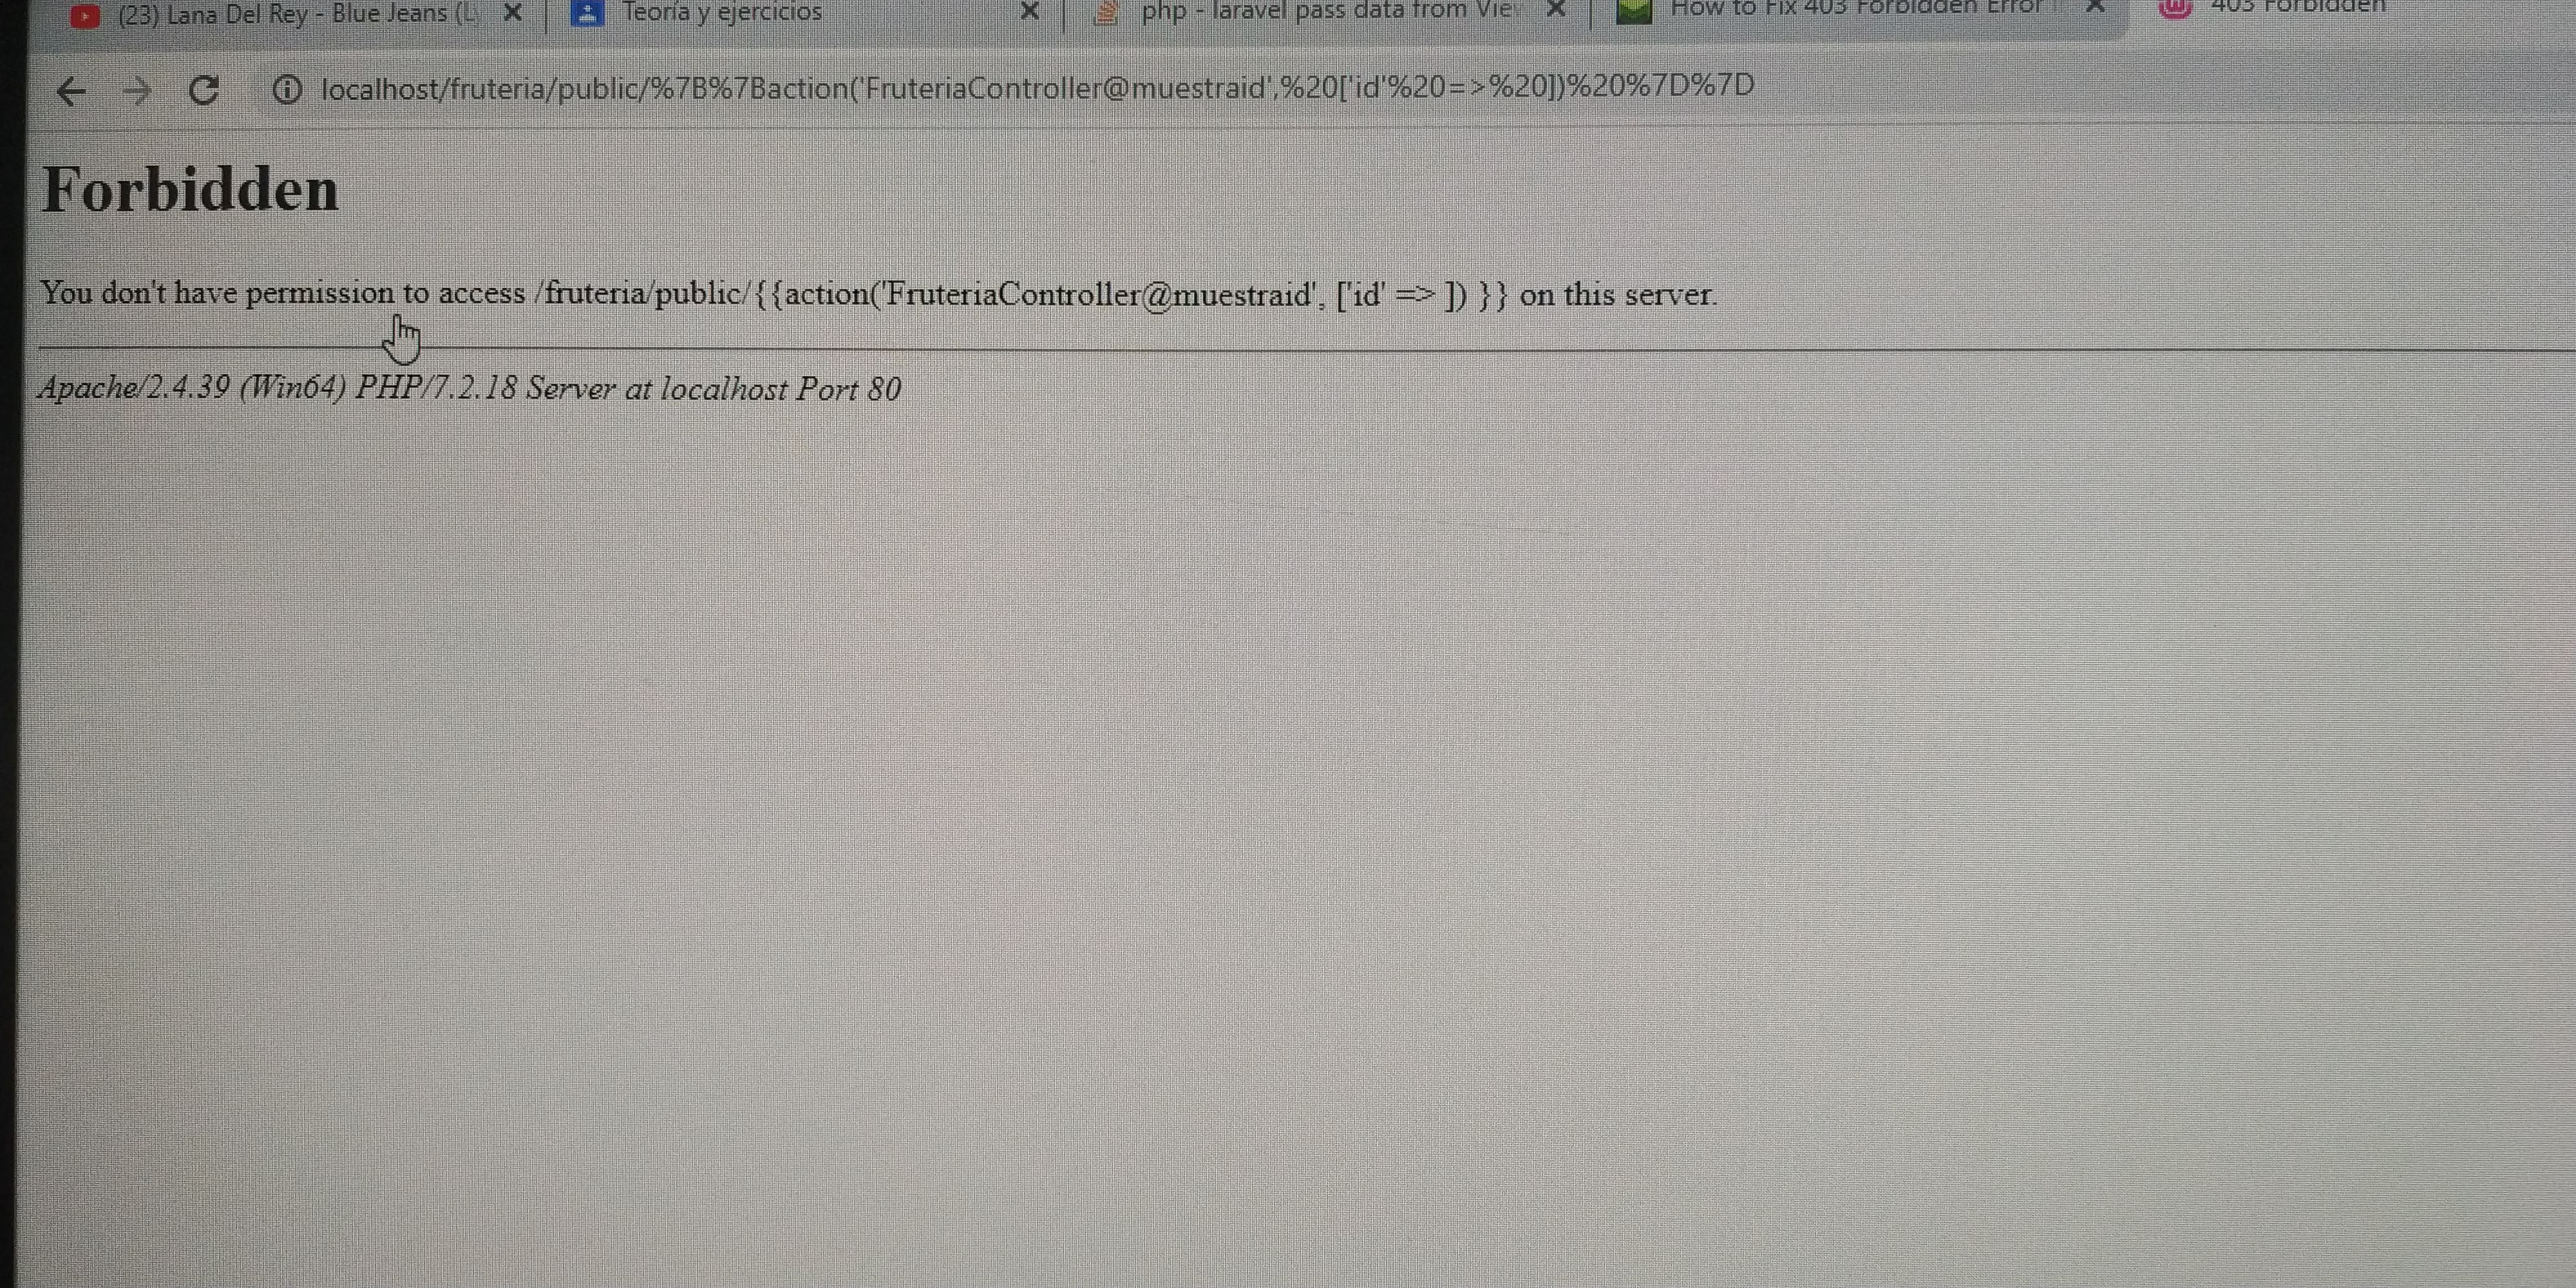 (23) Lana Del Rey - Blue Jeans (L
Teoría y ejercicios
php - laravel pass data from View
How to Fix 403 Forbidden Error
403 Forbidden
localhost/fruteria/public/%7B%7Baction('FruteriaController@muestraid',%20['id'%20=>%20])%20%7D%7D
Forbidden
You don't have permission to access /fruteria/public/{{action('FruteriaController@muestraid', ['id' => ]) }} on this server.
Apache/2.4.39 (Win64) PHP/7.2.18 Server at localhost Port 80